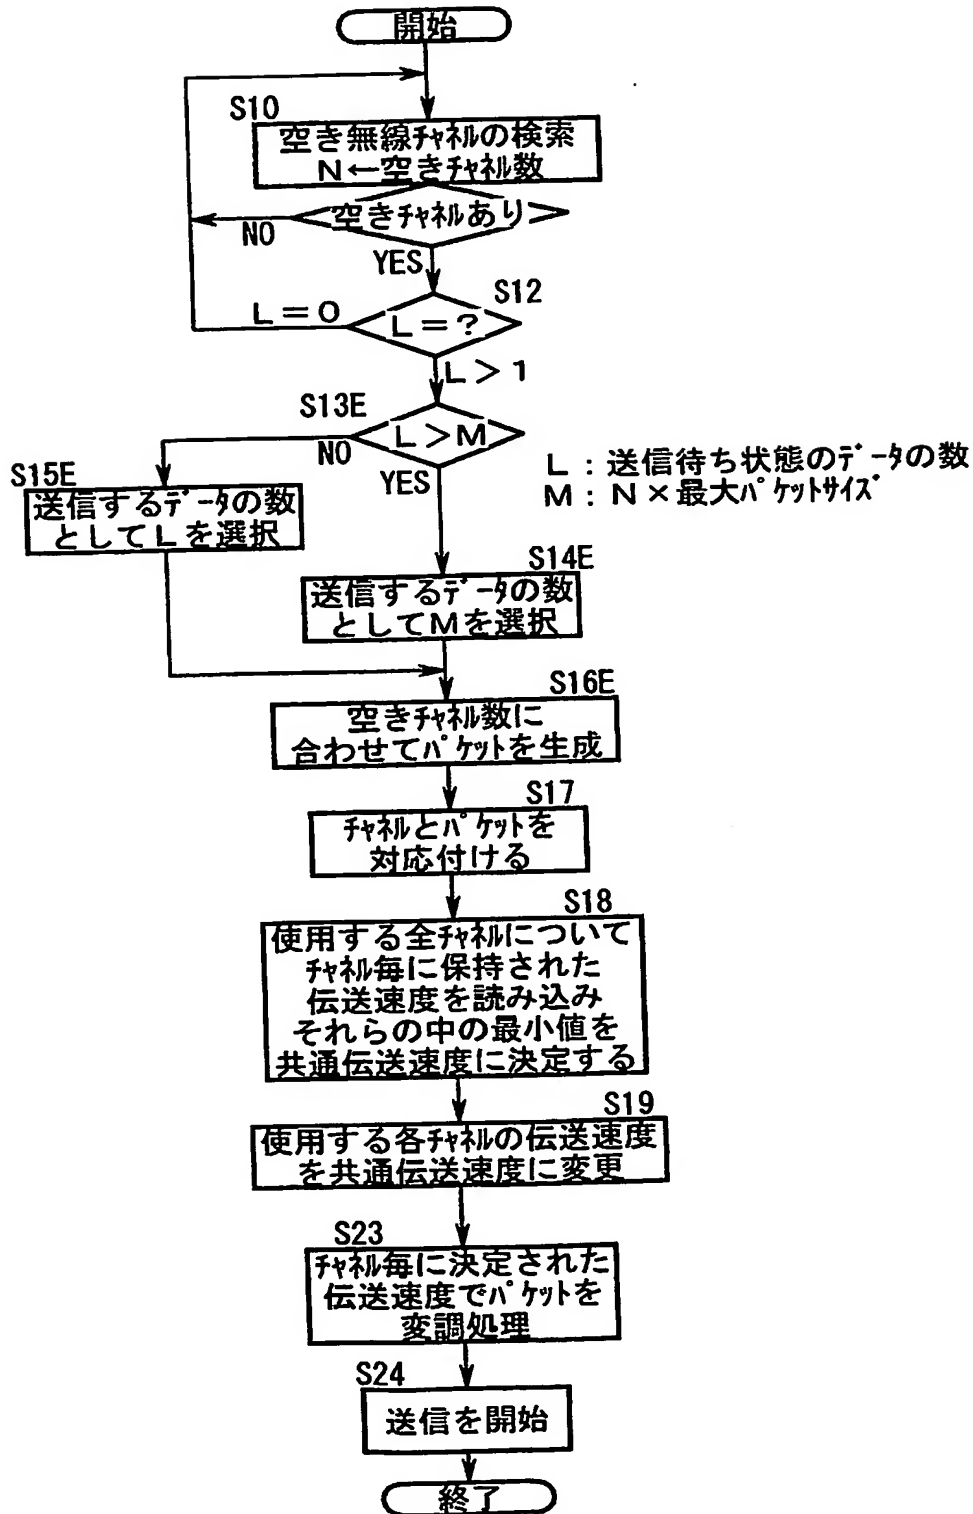 開始
S10
空き無線チャネルの検索
N←空きチャネル数
空きチャネルあり
NO
YES
S12
L=0
L=?
L>1
S13E
L>M
NO
YES
L:送信待ち状態のデータの数
M:N×最大パケットサイズ
S15E
送信するデータの数
としてLを選択
S14E
送信するデータの数
としてMを選択
S16E
空きチャネル数に
合わせてパケットを生成
S17
チャネルとパケットを
対応付ける
S18
使用する全チャネルについて
チャネル毎に保持された
伝送速度を読み込み
それらの中の最小値を
共通伝送速度に決定する
S19
使用する各チャネルの伝送速度
を共通伝送速度に変更
S23
チャネル毎に決定された
伝送速度でパケットを
変調処理
S24
送信を開始
終了